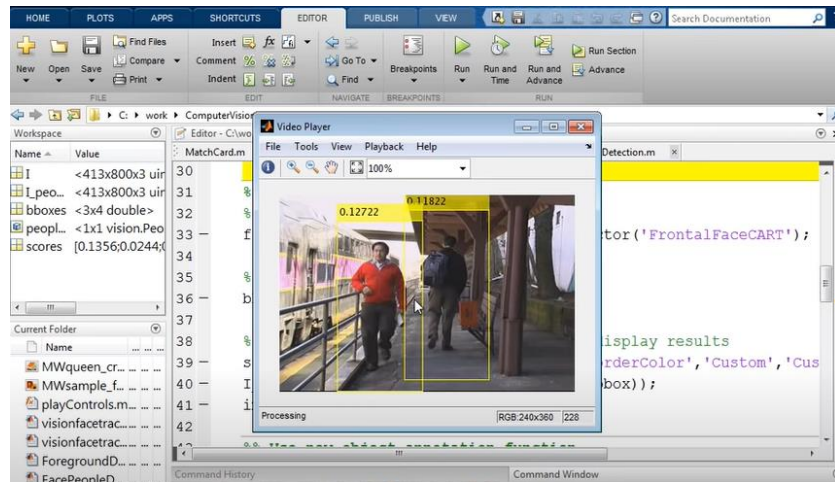 HOME PLOTS APPS SHORTCUTS EDITOR PUBLISH VIEW Search Documentation
New Open Save Find Files Compare Print
Insert fx Comment % Indent
Go To Find
Breakpoints
Run Run and Time Run and Advance
Run Section Advance
FILE EDIT NAVIGATE BREAKPOINTS RUN
C: work ComputerVision
Workspace
Name Value
I <413x800x3 uir
I_peo... <413x800x3 uir
bboxes <3x4 double>
peopl... <1x1 vision.Peo
scores [0.1356;0.0244;(
Current Folder
Name
MWqueen_cr...
MWsample_f...
playControls.m...
visionfacetrac...
visionfacetrac...
ForegroundD...
FacePeopleD
Editor - C:\wo
MatchCard.m Detection.m
30
31 %
32 %
33 f ctor('FrontalFaceCART');
34
35 %
36 b
37
38 % isplay results
39 s rderColor','Custom','Cus
40 I box));
41 i
42
Video Player
File Tools View Playback Help
100%
0.12722
0.11822
Processing RGB:240x360 228
Command History Command Window